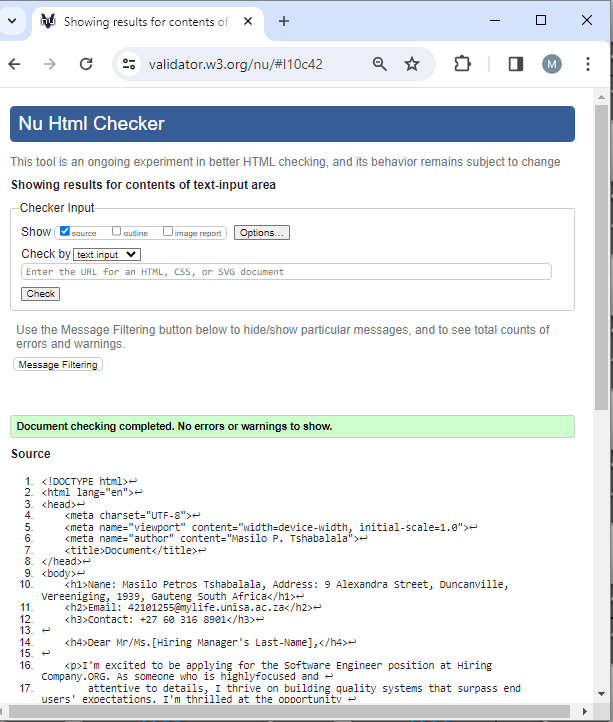 Showing results for contents of
validator.w3.org/nu/#l10c42
M
Nu Html Checker
This tool is an ongoing experiment in better HTML checking, and its behavior remains subject to change
Showing results for contents of text-input area
Checker Input
Show source outline image report Options...
Check by text input
Enter the URL for an HTML, CSS, or SVG document
Check
Use the Message Filtering button below to hide/show particular messages, and to see total counts of
errors and warnings.
Message Filtering
Document checking completed. No errors or warnings to show.
Source
1. <!DOCTYPE html>↩
2. <html lang="en">↩
3. <head>↩
4. <meta charset="UTF-8">↩
5. <meta name="viewport" content="width=device-width, initial-scale=1.0">↩
6. <meta name="author" content="Masilo P. Tshabalala">↩
7. <title>Document</title>↩
8. </head>↩
9. <body>↩
10. <h1>Nane: Masilo Petros Tshabalala, Address: 9 Alexandra Street, Duncanville,
Vereeniging, 1939, Gauteng South Africa</h1>↩
11. <h2>Email: 42101255@mylife.unisa.ac.za</h2>↩
12. <h3>Contact: +27 60 316 8901</h3>↩
13. ↩
14. <h4>Dear Mr/Ms.[Hiring Manager's Last-Name],</h4>↩
15. ↩
16. <p>I'm excited to be applying for the Software Engineer position at Hiring
Company.ORG. As someone who is highlyfocused and ↩
17. attentive to details, I thrive on building quality systems that surpass end
users' expectations. I'm thrilled at the opportunity ↩